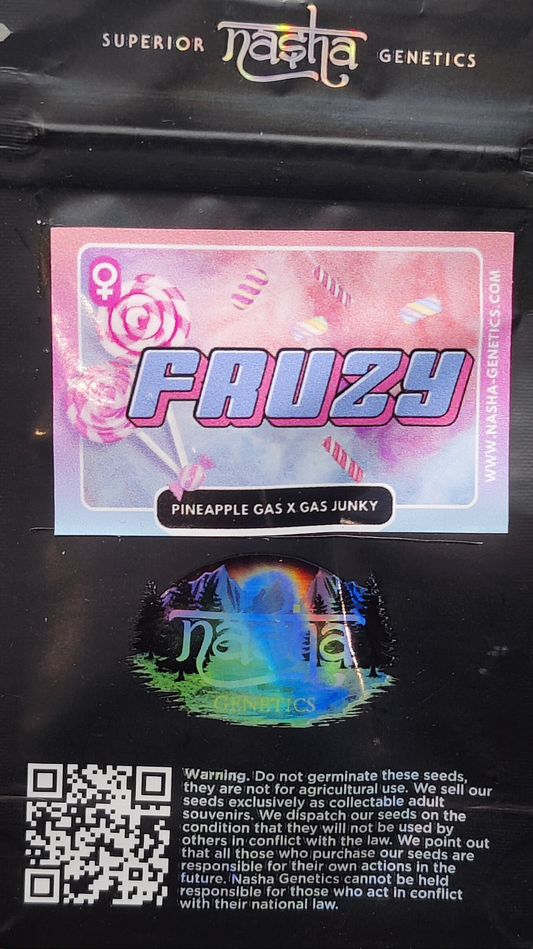 SUPERIOR nasha GENETICS
FRUZY
PINEAPPLE GAS X GAS JUNKY
WWW.NASHA-GENETICS.COM
nasha
GENETICS
Warning. Do not germinate these seeds,
they are not for agricultural use. We sell our
seeds exclusively as collectable adult
souvenirs. We dispatch our seeds on the
condition that they will not be used by
others in conflict with the law. We point out
that all those who purchase our seeds are
responsible for their own actions in the
future. Nasha Genetics cannot be held
responsible for those who act in conflict
with their national law.